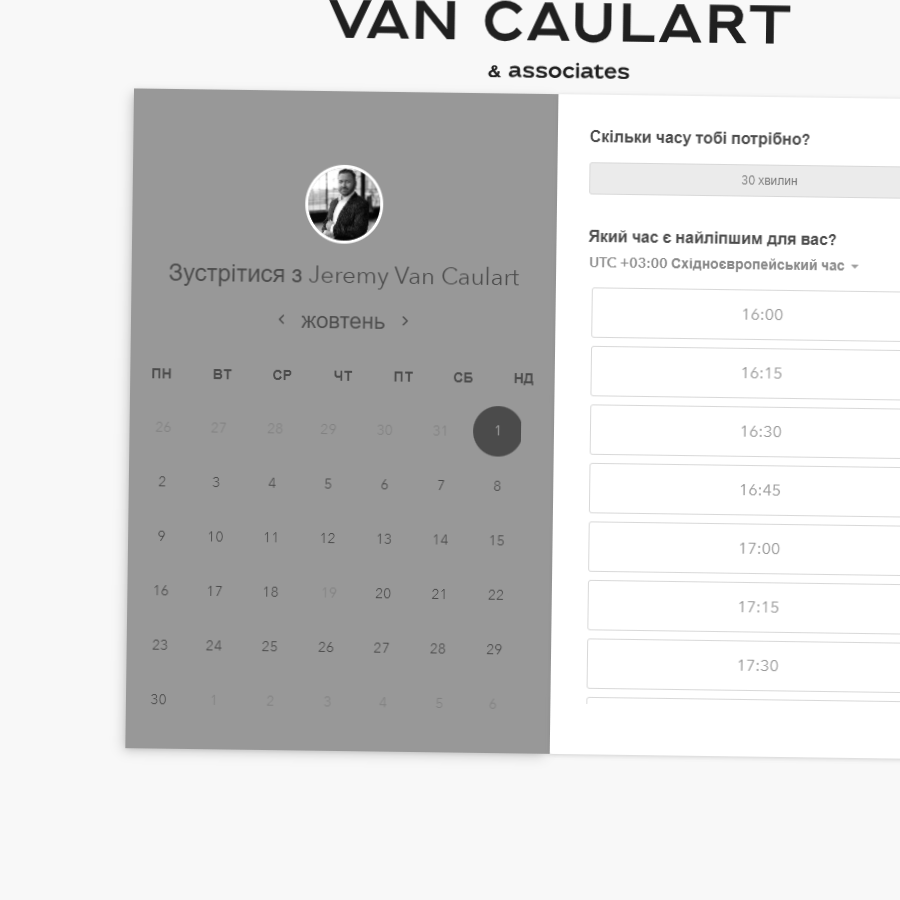 VAN CAULART
& associates
Зустрітися з Jeremy Van Caulart
жовтень
ПН ВТ СР ЧТ ПТ СБ НД
26 27 28 29 30 31 1
2 3 4 5 6 7 8
9 10 11 12 13 14 15
16 17 18 19 20 21 22
23 24 25 26 27 28 29
30 1 2 3 4 5 6
Скільки часу тобі потрібно?
30 хвилин
Який час є найліпшим для вас?
UTC +03:00 Східноєвропейський час
16:00
16:15
16:30
16:45
17:00
17:15
17:30